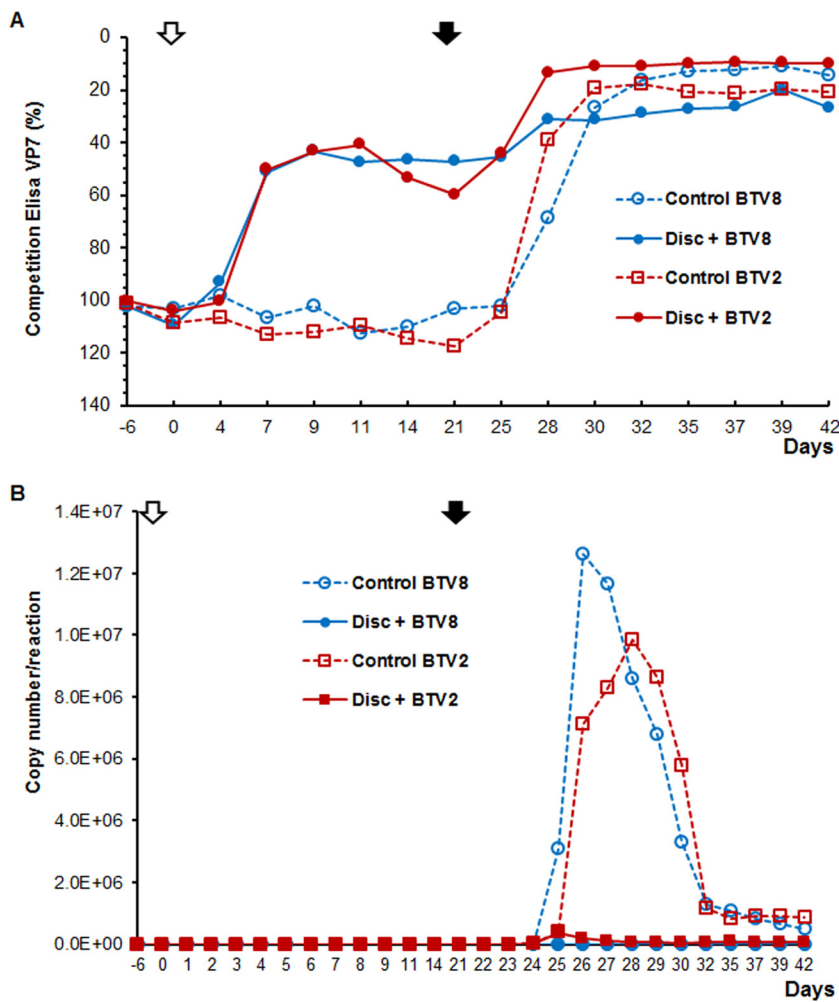 A
Competition Elisa VP7 (%)
0
20
40
60
80
100
120
140
Control BTV8
Disc + BTV8
Control BTV2
Disc + BTV2
-6 0 4 7 9 11 14 21 25 28 30 32 35 37 39 42
Days
B
Copy number/reaction
1.4E+07
1.2E+07
1.0E+07
8.0E+06
6.0E+06
4.0E+06
2.0E+06
0.0E+00
Control BTV8
Disc + BTV8
Control BTV2
Disc + BTV2
-6 0 1 2 3 4 5 6 7 8 9 11 14 21 22 23 24 25 26 27 28 29 30 32 35 37 39 42
Days